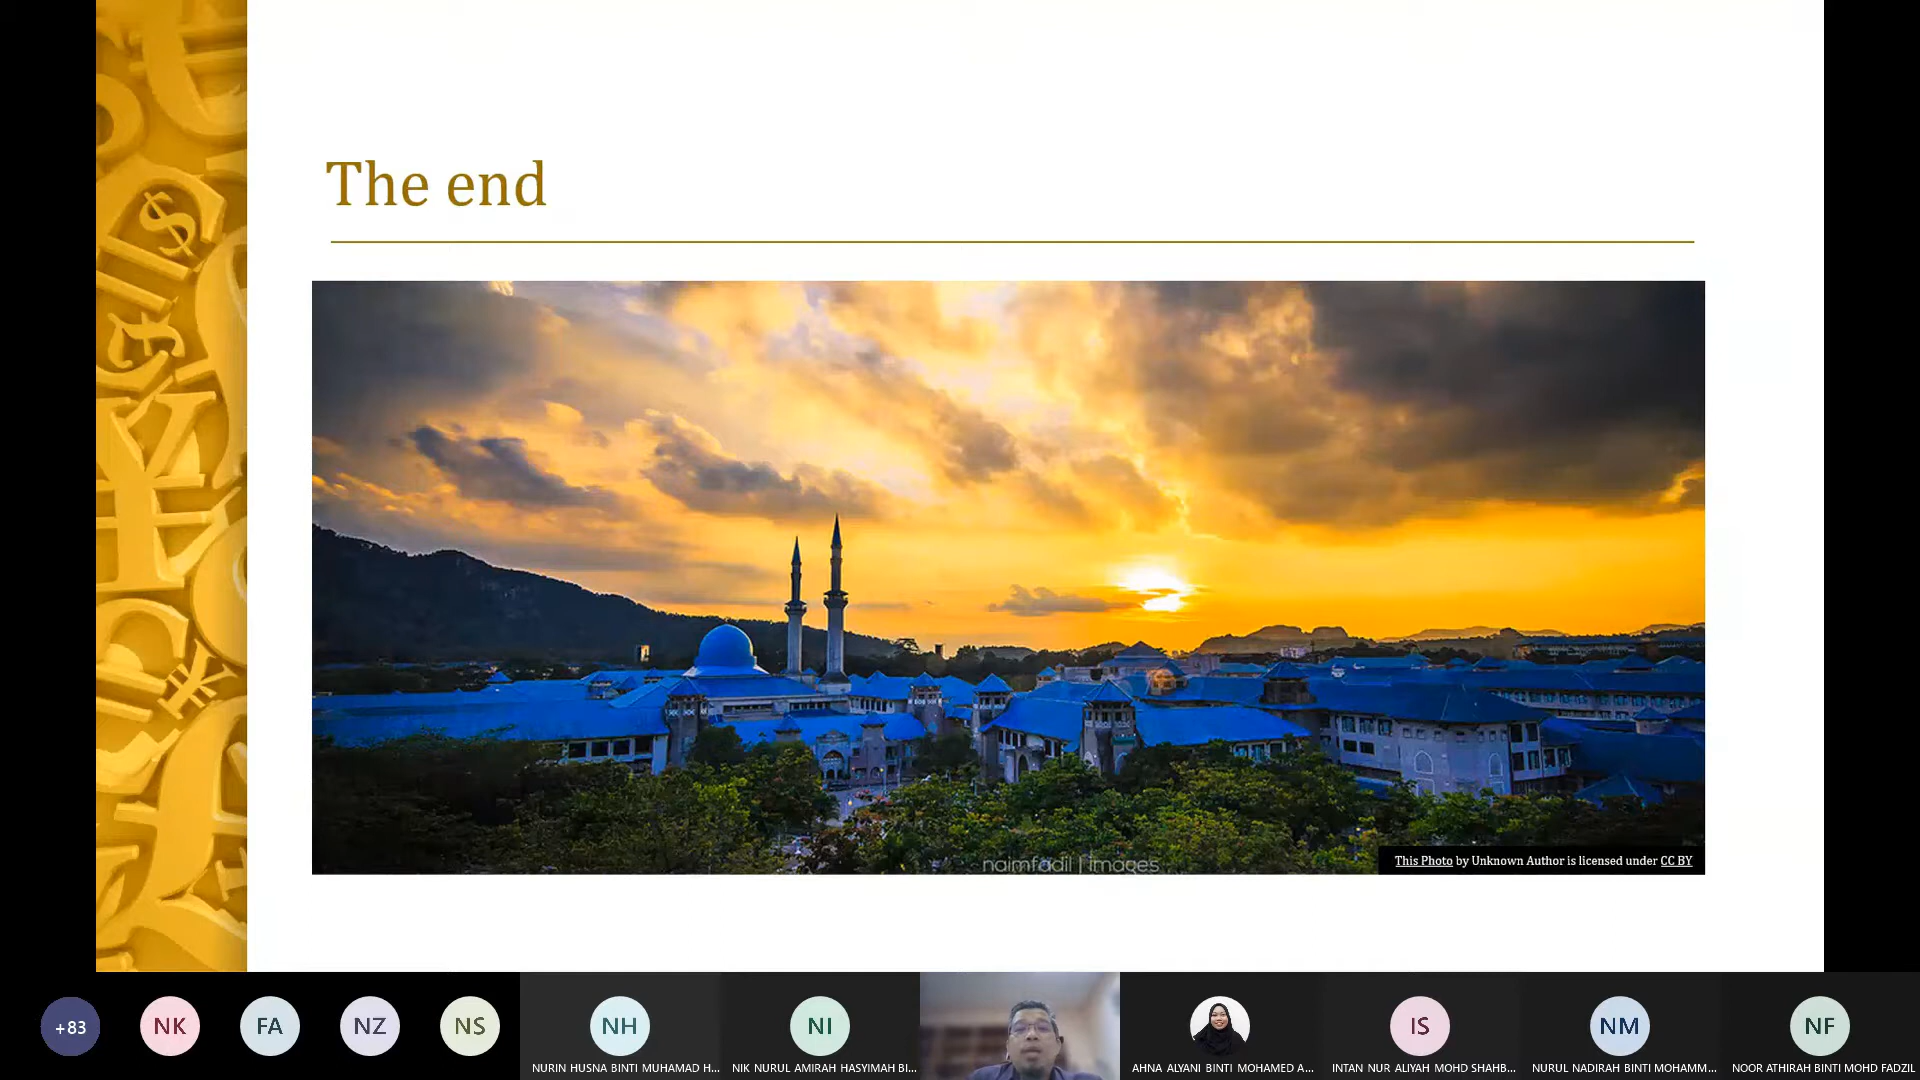 The end
naimfadil | images
This Photo by Unknown Author is licensed under CC BY
+83
NK
FA
NZ
NS
NH
NURIN HUSNA BINTI MUHAMAD H...
NI
NIK NURUL AMIRAH HASYIMAH BI...
AHNA ALYANI BINTI MOHAMED A...
IS
INTAN NUR ALIYAH MOHD SHAHB...
NM
NURUL NADIRAH BINTI MOHAMM...
NF
NOOR ATHIRAH BINTI MOHD FADZIL